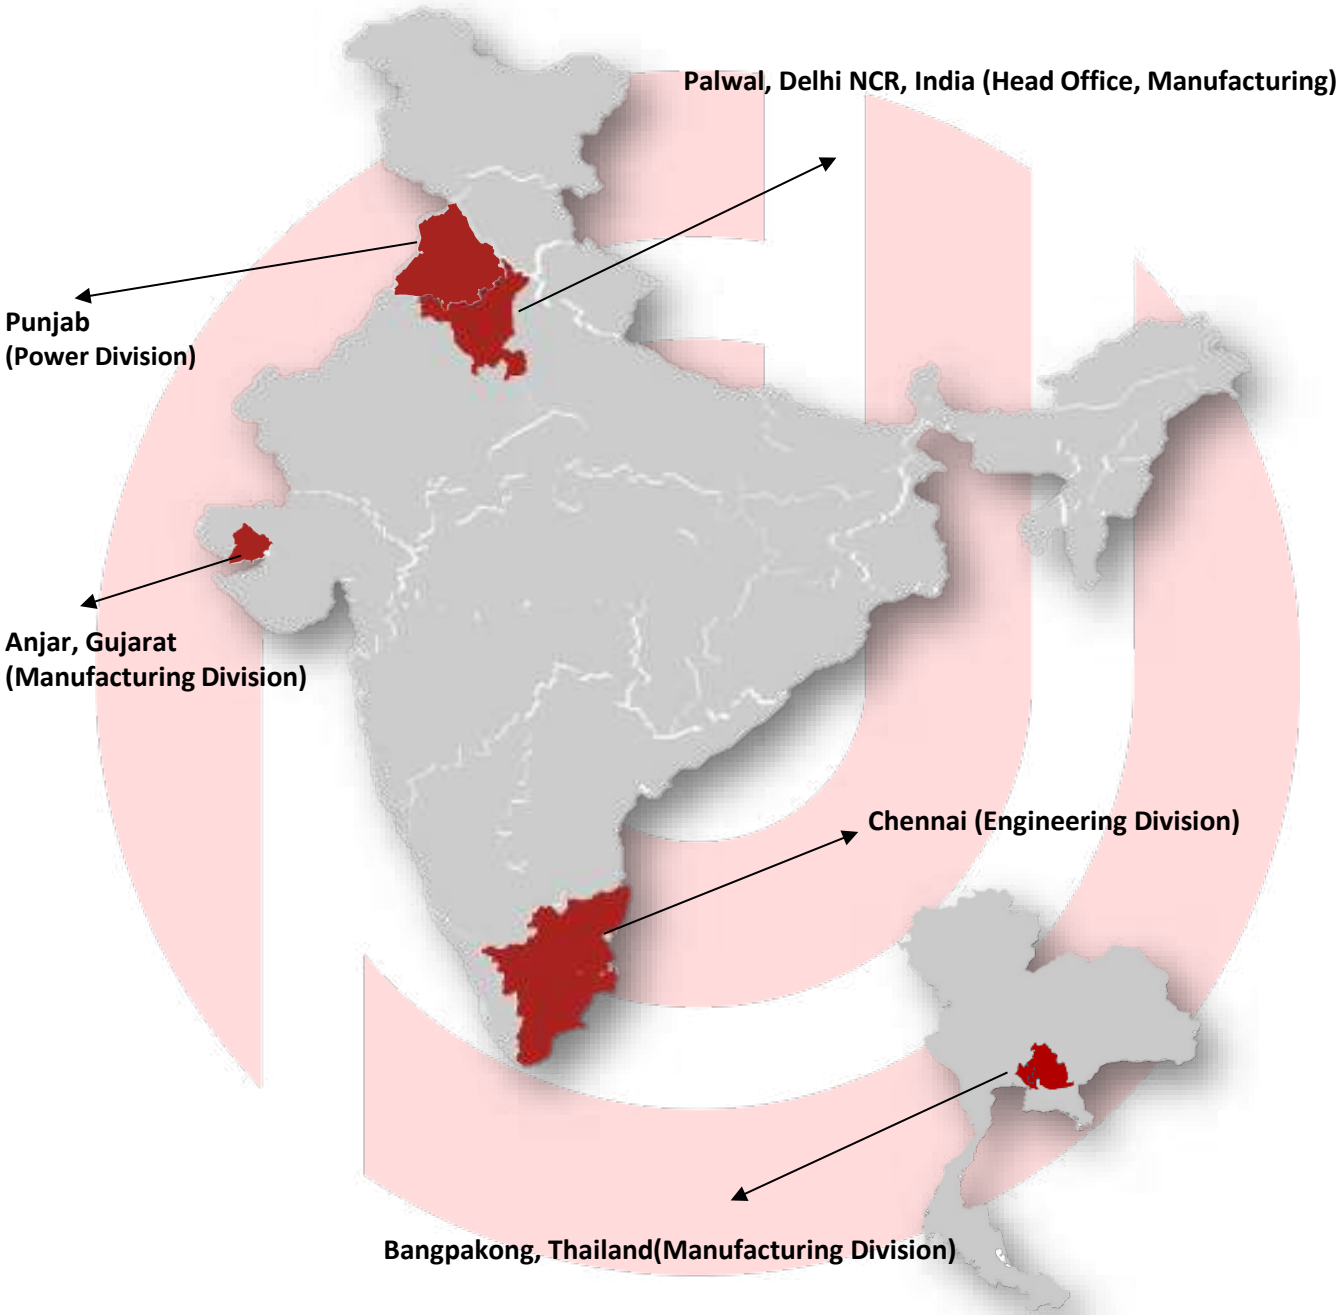 Palwal, Delhi NCR, India (Head Office, Manufacturing)
Punjab
(Power Division)
Anjar, Gujarat
(Manufacturing Division)
Chennai (Engineering Division)
Bangpakong, Thailand(Manufacturing Division)